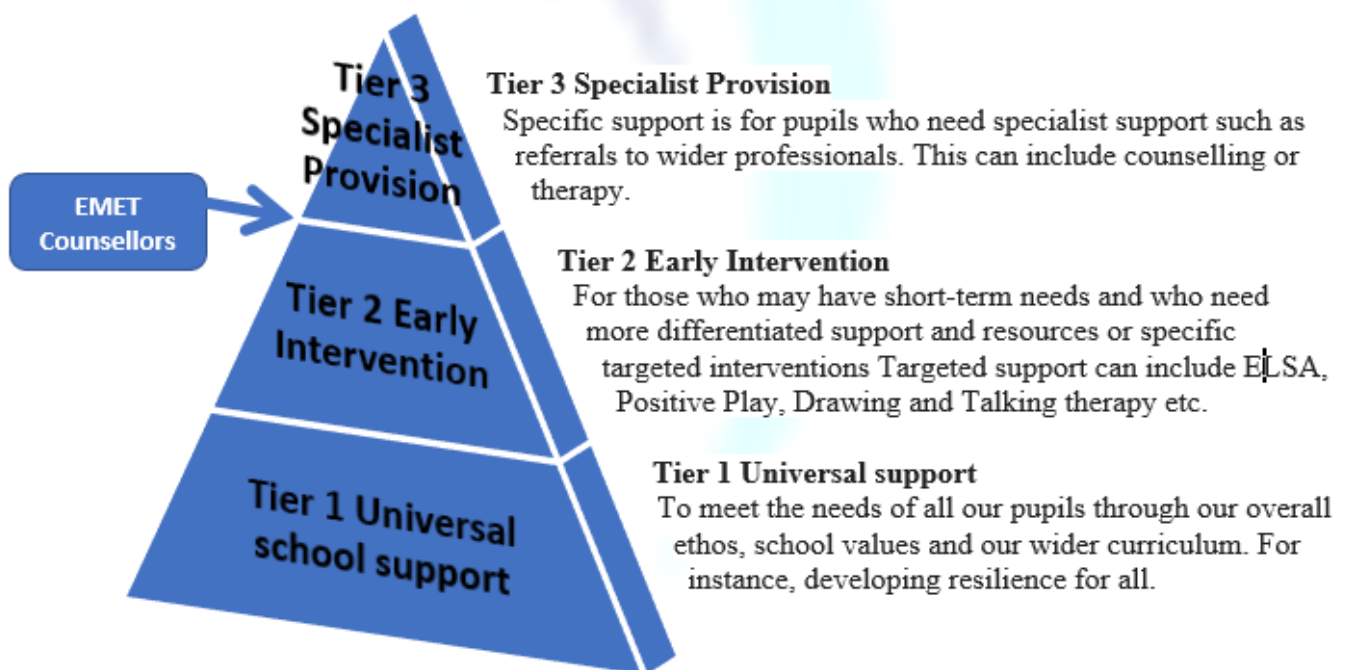 Tier 3
Specialist
Provision
EMET
Counsellors
Tier 2 Early
Intervention
Tier 1 Universal
school support
Tier 3 Specialist Provision
Specific support is for pupils who need specialist support such as
referrals to wider professionals. This can include counselling or
therapy.
Tier 2 Early Intervention
For those who may have short-term needs and who need
more differentiated support and resources or specific
targeted interventions Targeted support can include ELSA,
Positive Play, Drawing and Talking therapy etc.
Tier 1 Universal support
To meet the needs of all our pupils through our overall
ethos, school values and our wider curriculum. For
instance, developing resilience for all.